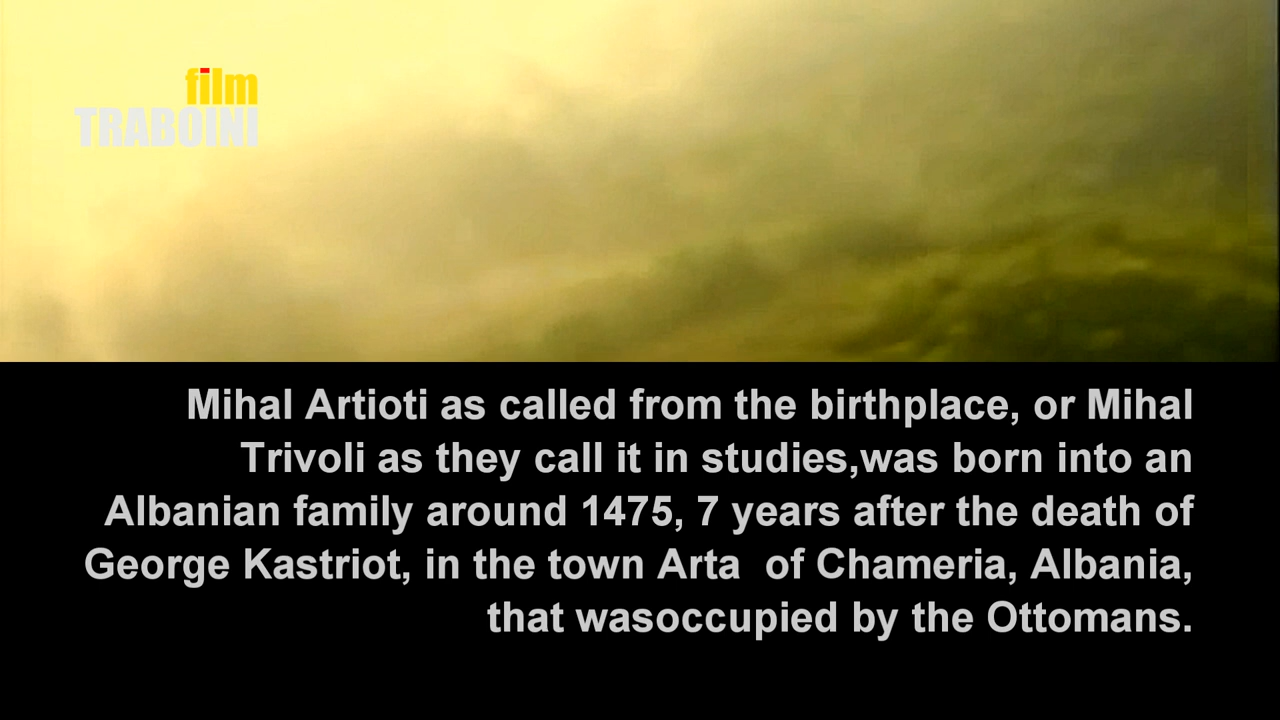 film
TRABOINI
Mihal Artioti as called from the birthplace, or Mihal
Trivoli as they call it in studies,was born into an
Albanian family around 1475, 7 years after the death of
George Kastriot, in the town Arta  of Chameria, Albania,
that wasoccupied by the Ottomans.